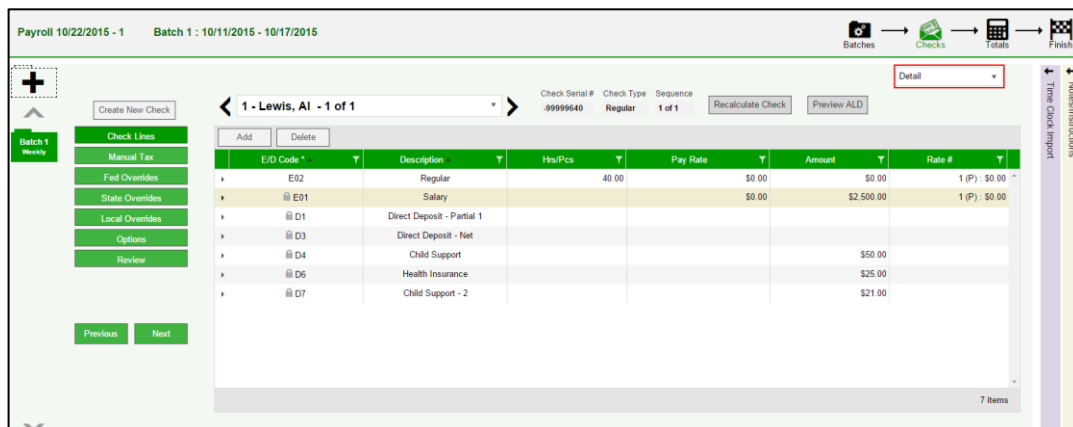 Payroll 10/22/2015 - 1 Batch 1 : 10/11/2015 - 10/17/2015
Batches Checks Totals Finish
Detail
Create New Check
1 - Lewis, Al - 1 of 1
Check Serial # Check Type Sequence
-99999640 Regular 1 of 1
Recalculate Check Preview ALD
Batch 1
Weekly
Check Lines
Manual Tax
Fed Overrides
State Overrides
Local Overrides
Options
Review
Previous Next
Add Delete
E/D Code * Description Hrs/Pcs Pay Rate Amount Rate #
E02 Regular 40.00 $0.00 $0.00 1 (P) : $0.00
E01 Salary $0.00 $2,500.00 1 (P) : $0.00
D1 Direct Deposit - Partial 1
D3 Direct Deposit - Net
D4 Child Support $50.00
D6 Health Insurance $25.00
D7 Child Support - 2 $21.00
7 items
Time Clock Import
Notes/Instructions